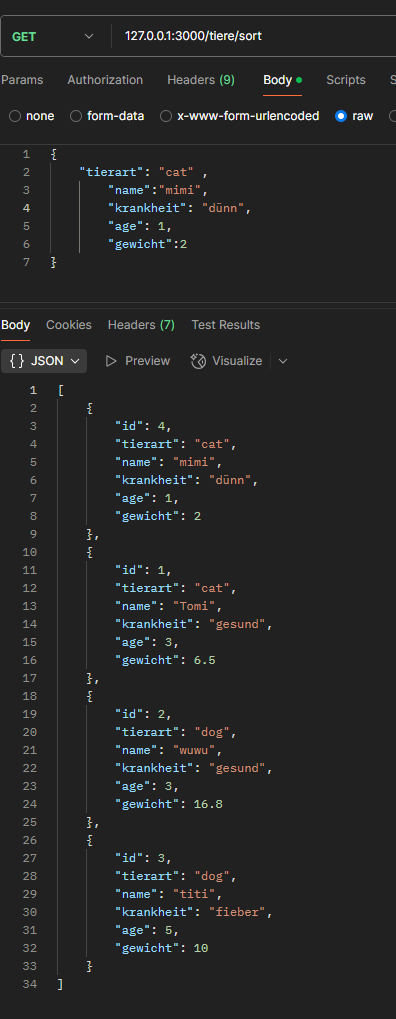 GET 127.0.0.1:3000/tiere/sort
Params Authorization Headers (9) Body Scripts S
none form-data x-www-form-urlencoded raw
1 {
2 "tierart": "cat" ,
3 "name":"mimi",
4 "krankheit": "dünn",
5 "age": 1,
6 "gewicht":2
7 }
Body Cookies Headers (7) Test Results
{} JSON Preview Visualize
1 [
2 {
3 "id": 4,
4 "tierart": "cat",
5 "name": "mimi",
6 "krankheit": "dünn",
7 "age": 1,
8 "gewicht": 2
9 },
10 {
11 "id": 1,
12 "tierart": "cat",
13 "name": "Tomi",
14 "krankheit": "gesund",
15 "age": 3,
16 "gewicht": 6.5
17 },
18 {
19 "id": 2,
20 "tierart": "dog",
21 "name": "wuwu",
22 "krankheit": "gesund",
23 "age": 3,
24 "gewicht": 16.8
25 },
26 {
27 "id": 3,
28 "tierart": "dog",
29 "name": "titi",
30 "krankheit": "fieber",
31 "age": 5,
32 "gewicht": 10
33 }
34 ]